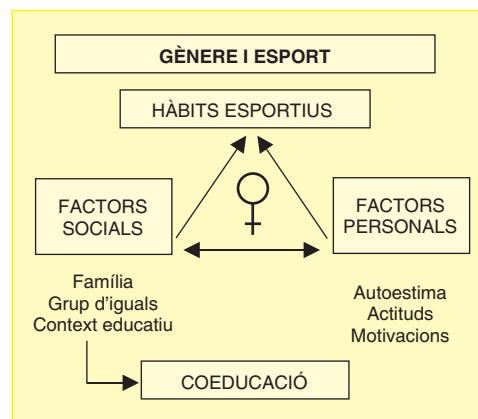 GÈNERE I ESPORT
HÀBITS ESPORTIUS
FACTORS
SOCIALS
FACTORS
PERSONALS
Família
Grup d'iguals
Context educatiu
Autoestima
Actituds
Motivacions
COEDUCACIÓ